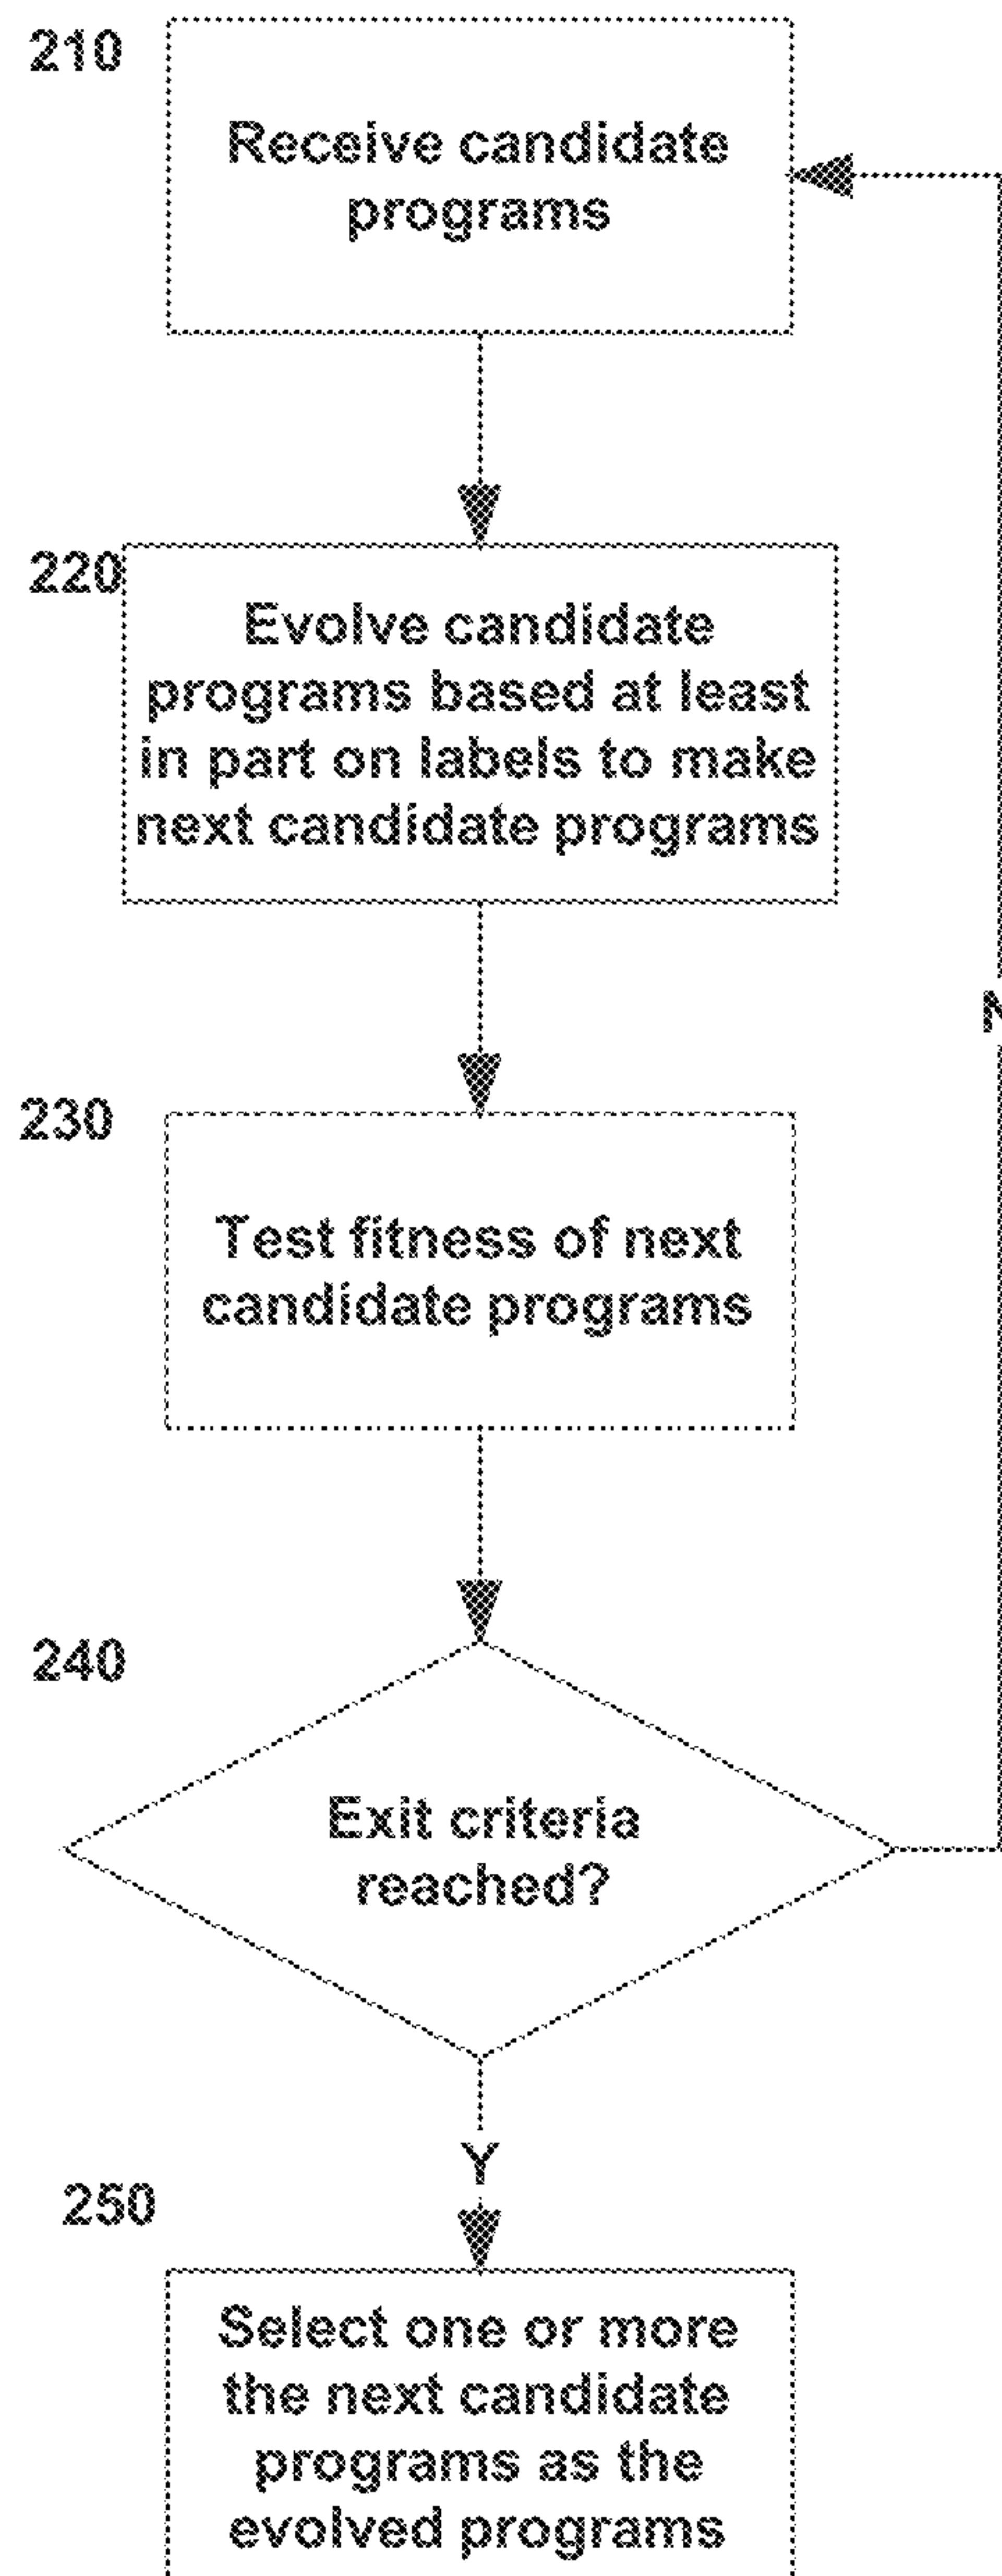 210
Receive candidate
programs
220
Evolve candidate
programs based at least
in part on labels to make
next candidate programs
N
230
Test fitness of next
candidate programs
240
Exit criteria
reached?
Y
250
Select one or more
the next candidate
programs as the
evolved programs